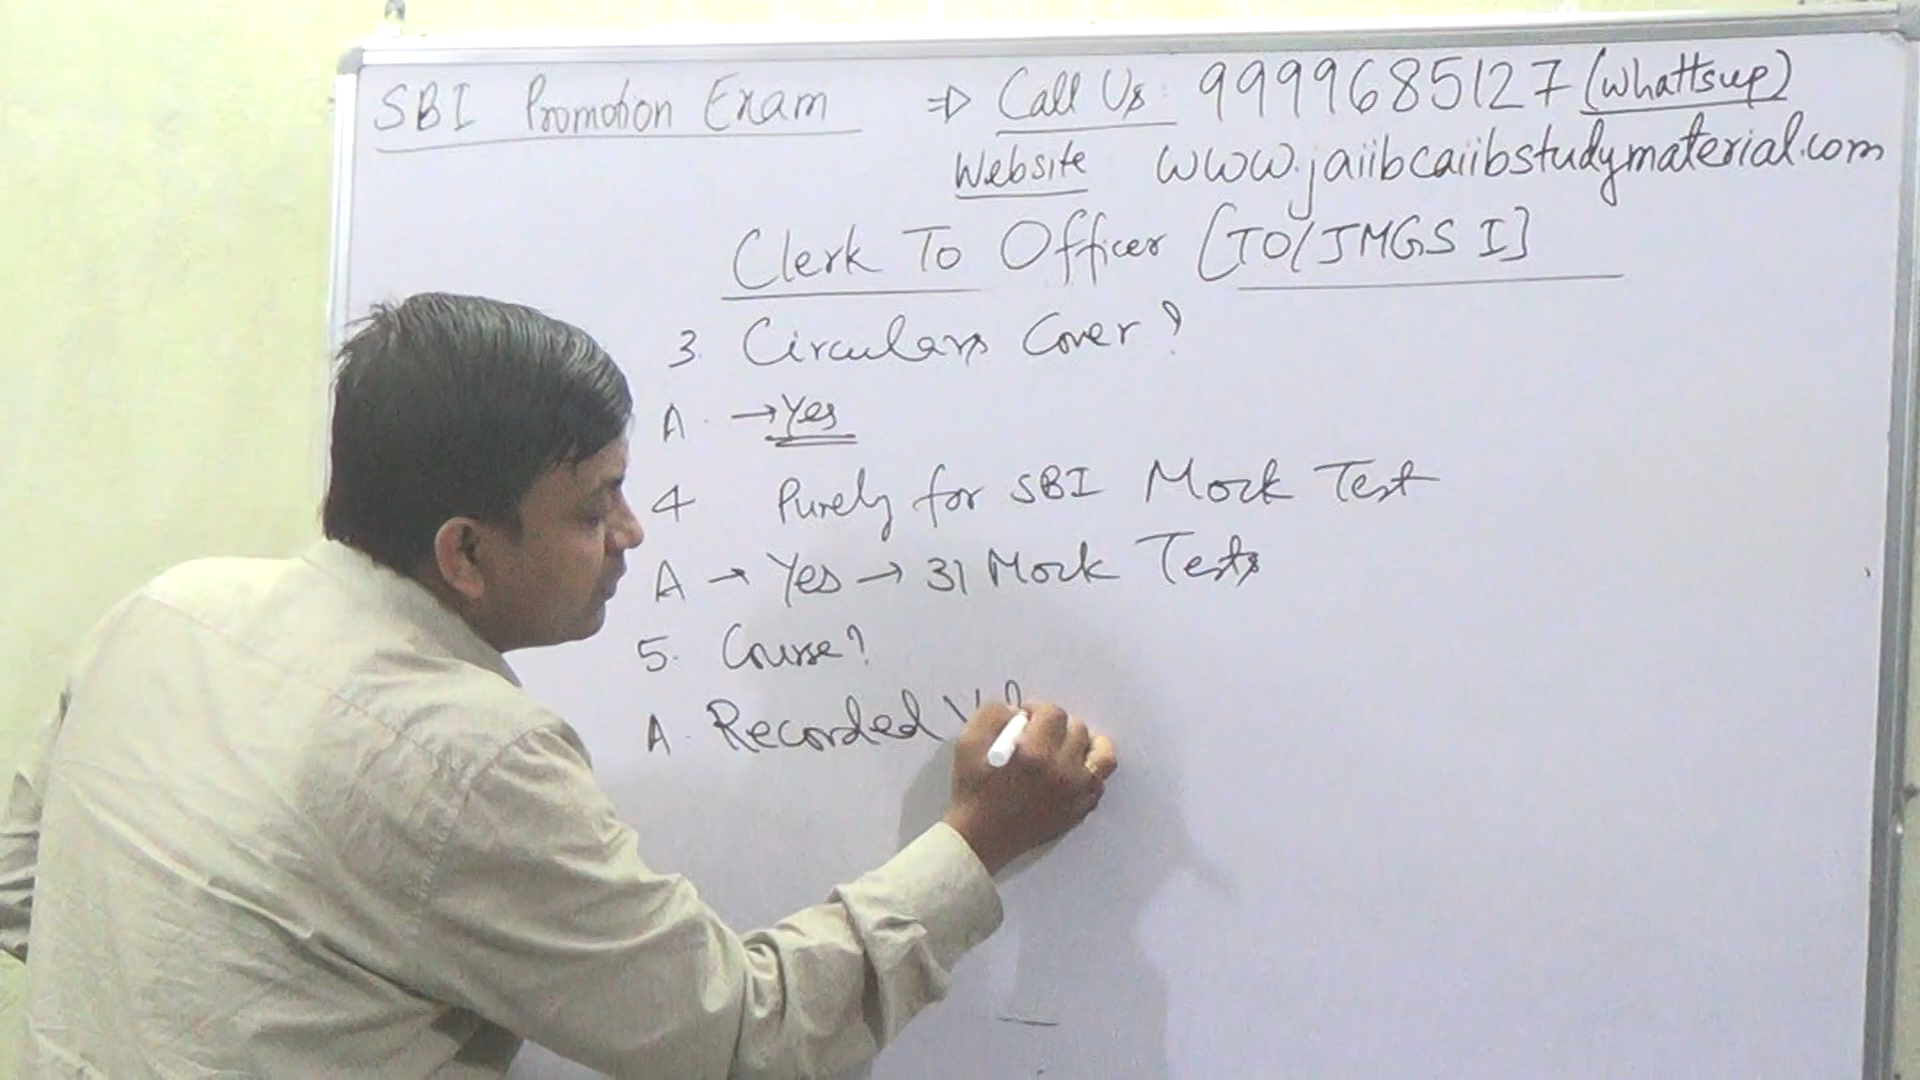 SBI Promotion Exam ⇒ Call Us : 9999685127 (Whattsup)
Website www.jaiibcaiibstudymaterial.com
Clerk To Officer [TO/JMGS I]
3. Circulars Cover?
A. → Yes
4 Purely for SBI Mock Test
A → Yes → 31 Mock Tests
5. Course?
A. Recorded